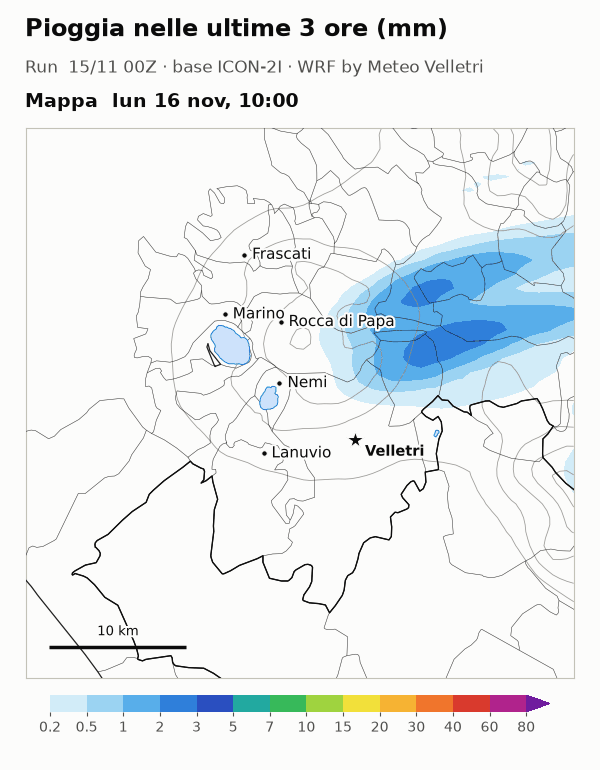 Pioggia nelle ultime 3 ore (mm)
Run  15/11 00Z · base ICON-2I · WRF by Meteo Velletri
Mappa  lun 16 nov, 10:00
Frascati
Marino
Rocca di Papa
Nemi
Velletri
Lanuvio
10 km
0.2 0.5 1 2 3 5 7 10 15 20 30 40 60 80